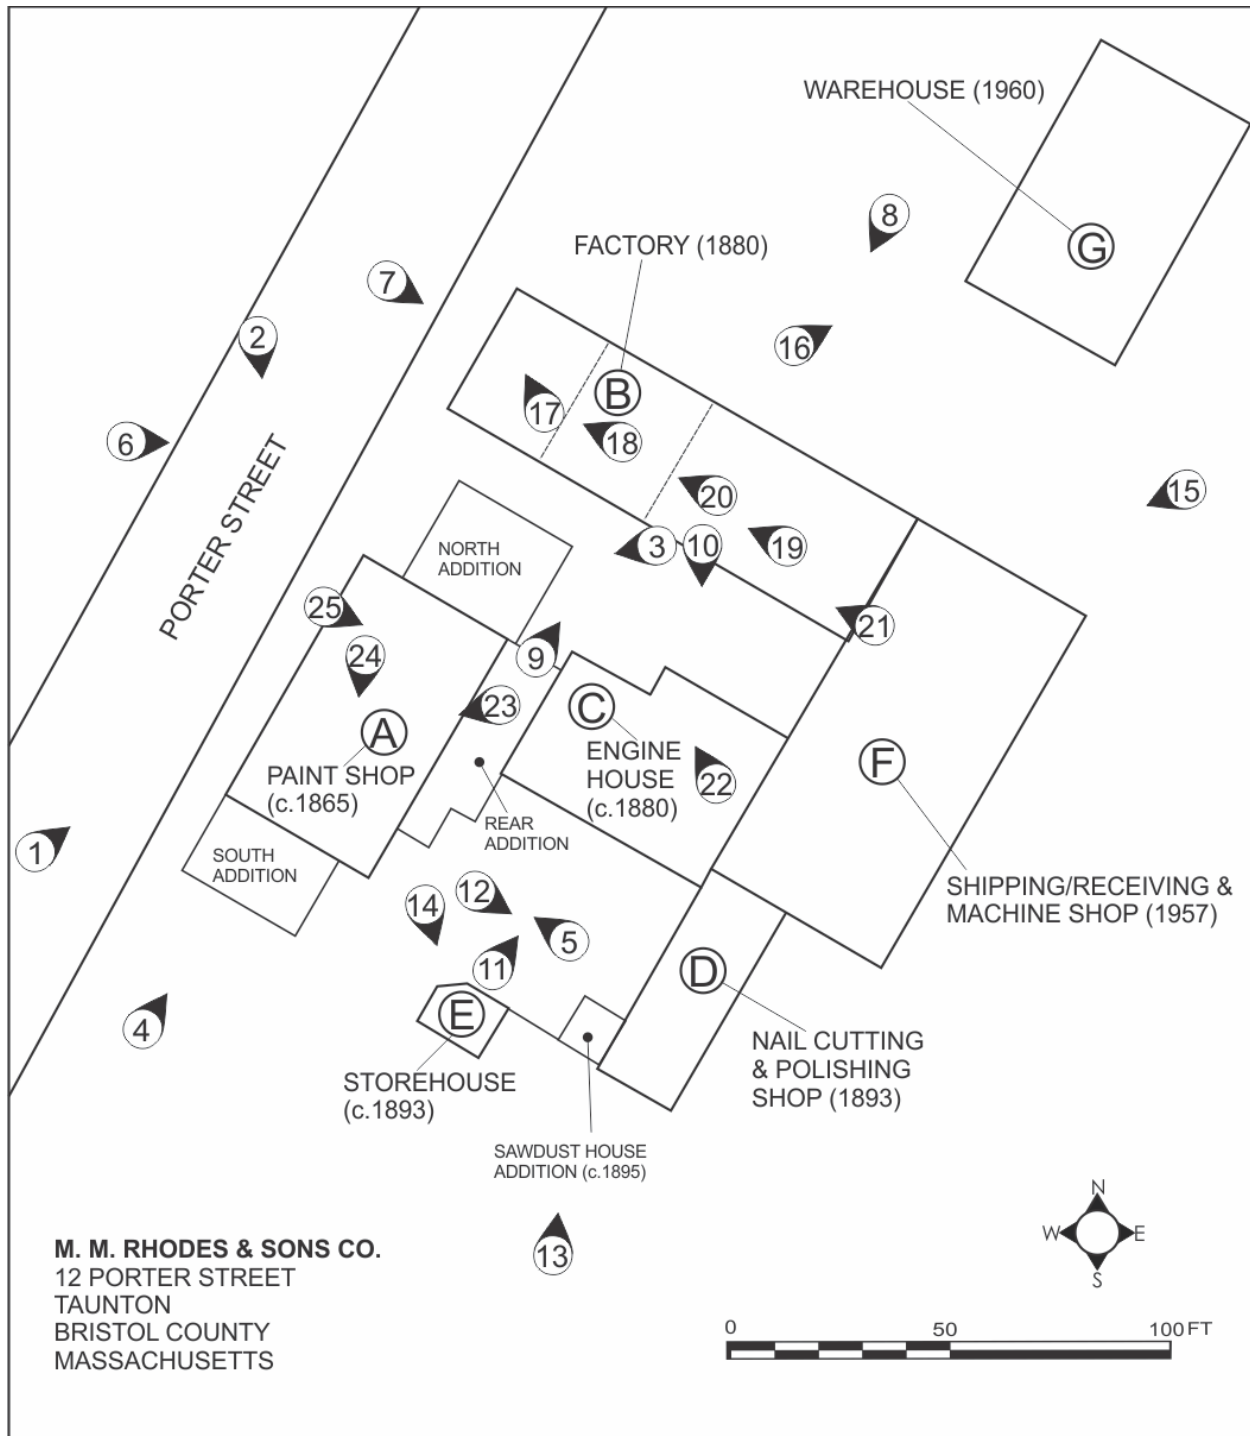 WAREHOUSE (1960)
8
G
FACTORY (1880)
7
2
16
B
6
17
18
PORTER STREET
20
15
3
10
19
NORTH
ADDITION
25
21
24
9
23
C
A
ENGINE
HOUSE
(c.1880)
F
PAINT SHOP
(c.1865)
22
REAR
ADDITION
1
SOUTH
ADDITION
SHIPPING/RECEIVING &
MACHINE SHOP (1957)
12
14
5
11
D
E
4
NAIL CUTTING
& POLISHING
SHOP (1893)
STOREHOUSE
(c.1893)
SAWDUST HOUSE
ADDITION (c.1895)
N
W
E
S
13
M. M. RHODES & SONS CO.
12 PORTER STREET
TAUNTON
BRISTOL COUNTY
MASSACHUSETTS
0 50 100 FT